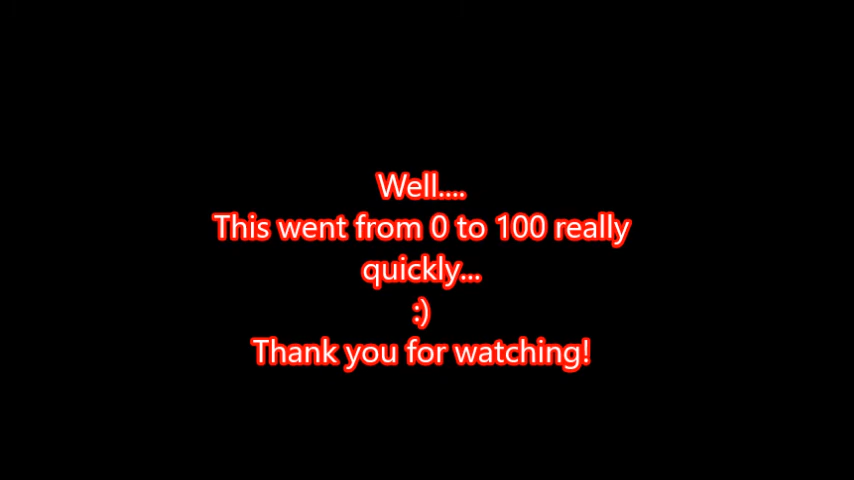 Well....
This went from 0 to 100 really
quickly...
:)
Thank you for watching!